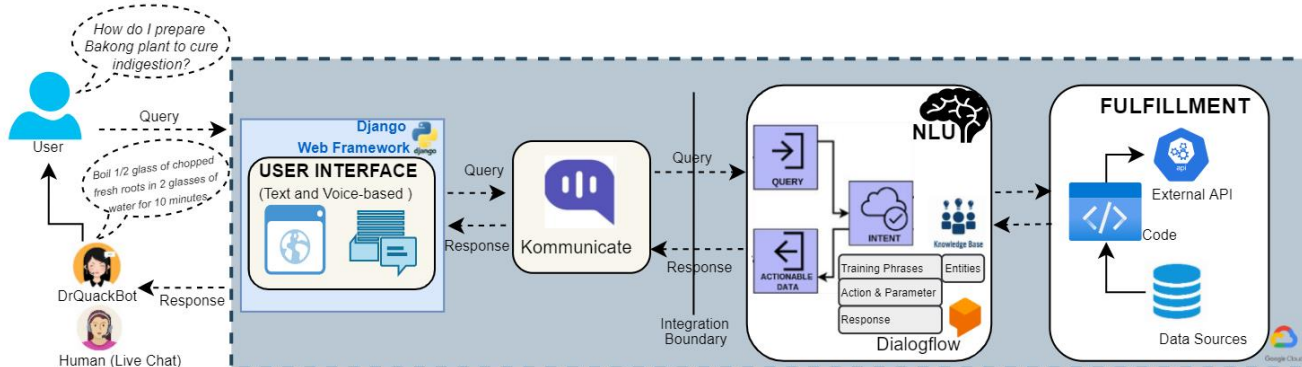 How do I prepare
Bakong plant to cure
indigestion?
User
Query
Boil 1/2 glass of chopped
fresh roots in 2 glasses of
water for 10 minutes
DrQuackBot
Response
Human (Live Chat)
Django
Web Framework
django
USER INTERFACE
(Text and Voice-based )
Query
Response
Kommunicate
Query
Response
Integration
Boundary
NLU
QUERY
INTENT
ACTIONABLE
DATA
Knowledge Base
Training Phrases
Entities
Action & Parameter
Response
Dialogflow
FULFILLMENT
api
External API
Code
Data Sources
Google Cloud